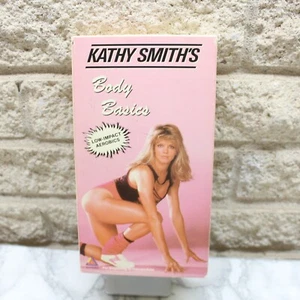 KATHY SMITH'S
Body
Basics
LOW-IMPACT
AEROBICS